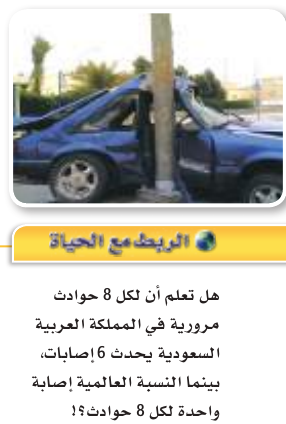 الربط مع الحياة
هل تعلم أن لكل 8 حوادث
مرورية في المملكة العربية
السعودية يحدث 6 إصابات،
بينما النسبة العالمية إصابة
واحدة لكل 8 حوادث؟!